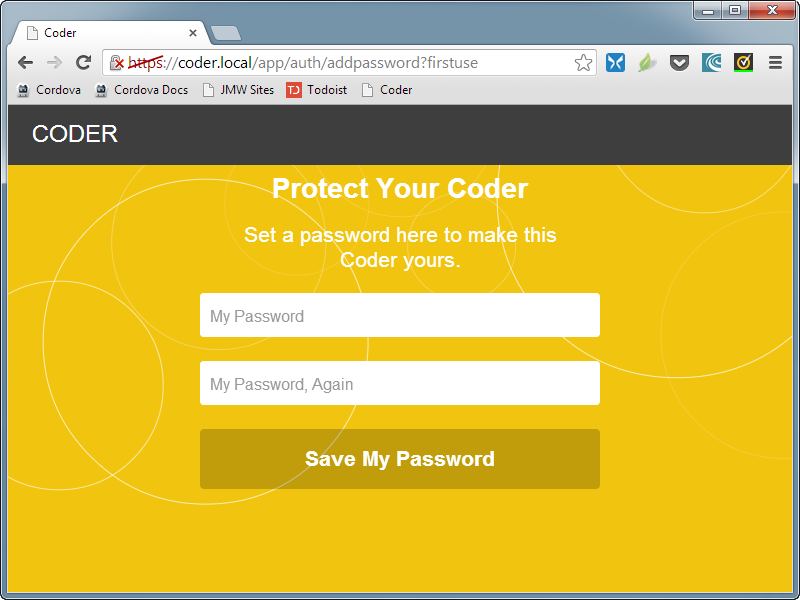 Coder
https://coder.local/app/auth/addpassword?firstuse
Cordova Cordova Docs JMW Sites TD Todoist Coder
CODER
Protect Your Coder
Set a password here to make this
Coder yours.
My Password
My Password, Again
Save My Password